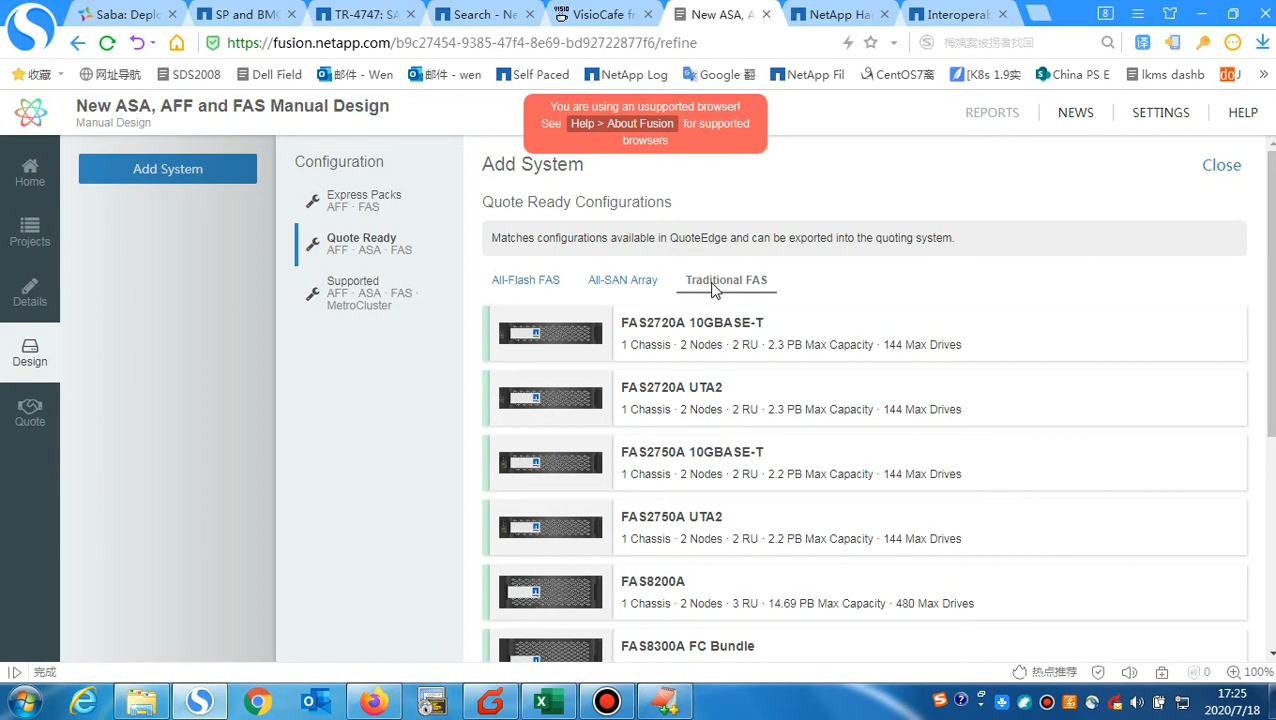 Saba: Deplo
SP and BMC
TR-4747: SA
Search - Ne
VisioCafe fr
New ASA, A
NetApp Ha
Interoperab
8
https://fusion.netapp.com/b9c27454-9385-47f4-8e69-bd92722877f6/refine
收藏
网址导航
SDS2008
Dell Field
邮件 - Wen
邮件 - wen
Self Paced
NetApp Log
Google 翻
NetApp Fil
CentOS7离
[K8s 1.9实
China PS E
lkms dashb
do J
New ASA, AFF and FAS Manual Design
Manual Design
You are using an usupported browser!
See Help > About Fusion for supported
browsers
REPORTS
NEWS
SETTINGS
HELP
Home
Projects
Details
Design
Quote
Add System
Configuration
Express Packs
AFF · FAS
Quote Ready
AFF · ASA · FAS
Supported
AFF · ASA · FAS ·
MetroCluster
Add System
Close
Quote Ready Configurations
Matches configurations available in QuoteEdge and can be exported into the quoting system.
All-Flash FAS
All-SAN Array
Traditional FAS
FAS2720A 10GBASE-T
1 Chassis · 2 Nodes · 2 RU · 2.3 PB Max Capacity · 144 Max Drives
FAS2720A UTA2
1 Chassis · 2 Nodes · 2 RU · 2.3 PB Max Capacity · 144 Max Drives
FAS2750A 10GBASE-T
1 Chassis · 2 Nodes · 2 RU · 2.2 PB Max Capacity · 144 Max Drives
FAS2750A UTA2
1 Chassis · 2 Nodes · 2 RU · 2.2 PB Max Capacity · 144 Max Drives
FAS8200A
1 Chassis · 2 Nodes · 3 RU · 14.69 PB Max Capacity · 480 Max Drives
FAS8300A FC Bundle
完成
热点推荐
0
100%
17:25
2020/7/18